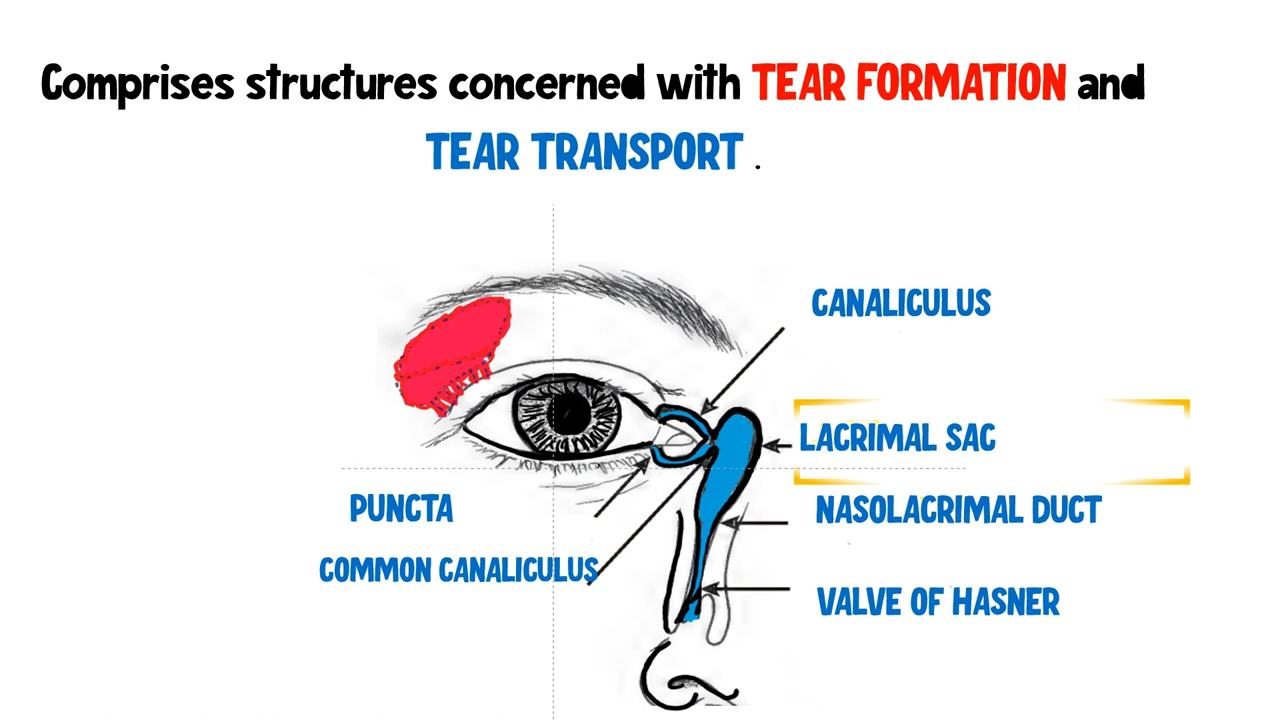 Comprises structures concerned with TEAR FORMATION and
TEAR TRANSPORT .
CANALICULUS
LACRIMAL SAC
PUNCTA
NASOLACRIMAL DUCT
COMMON CANALICULUS
VALVE OF HASNER